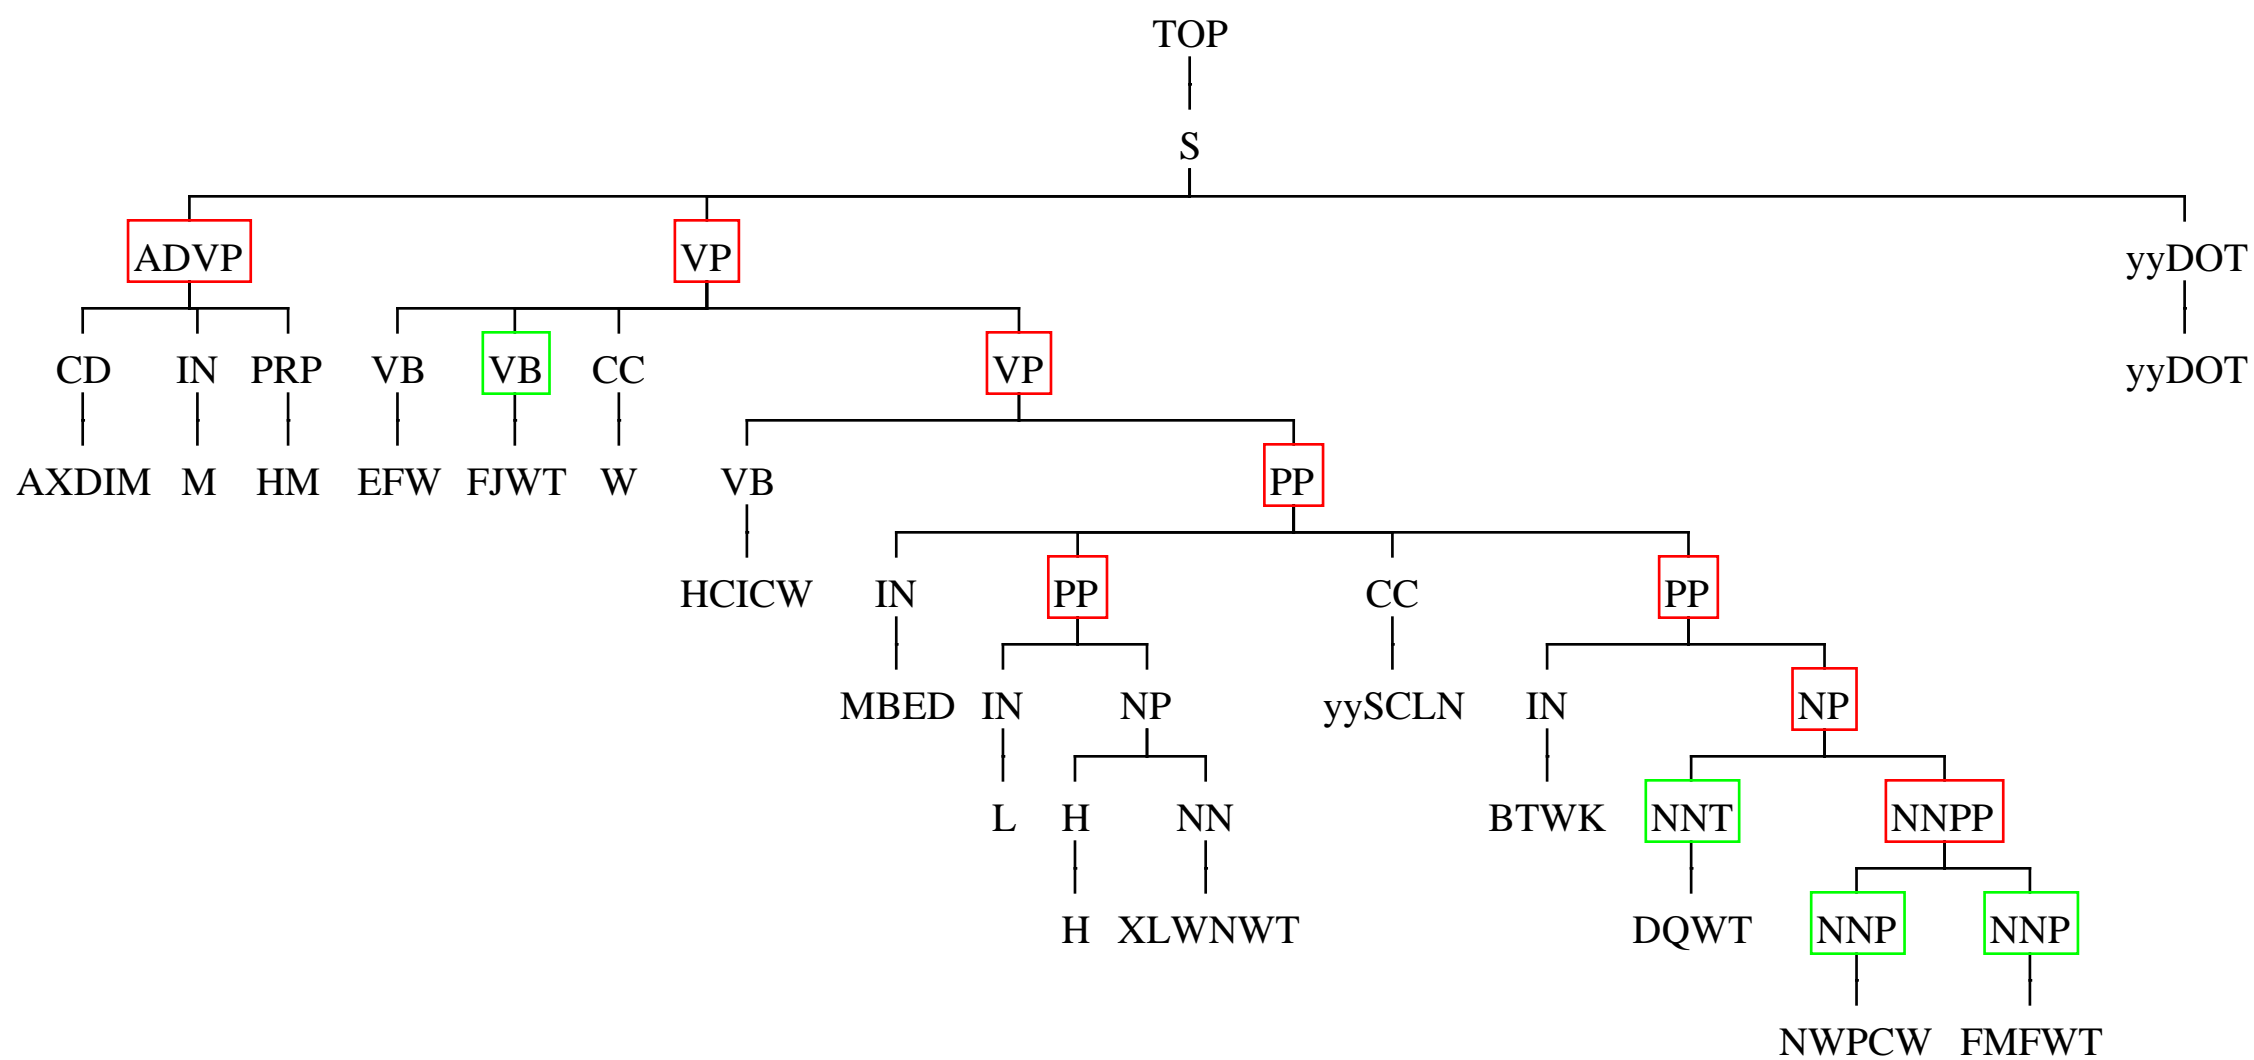 TOP
S
ADVP VP yyDOT
CD IN PRP VB VB CC VP yyDOT
AXDIM M HM EFW FJWT W VB PP
HCICW IN PP CC PP
MBED IN NP yySCLN IN NP
L H NN BTWK NNT NNPP
H XLWNWT DQWT NNP NNP
NWPCW FMFWT